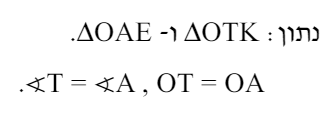 נתון : ΔOTK ו- ΔOAE.
∢T = ∢A , OT = OA.